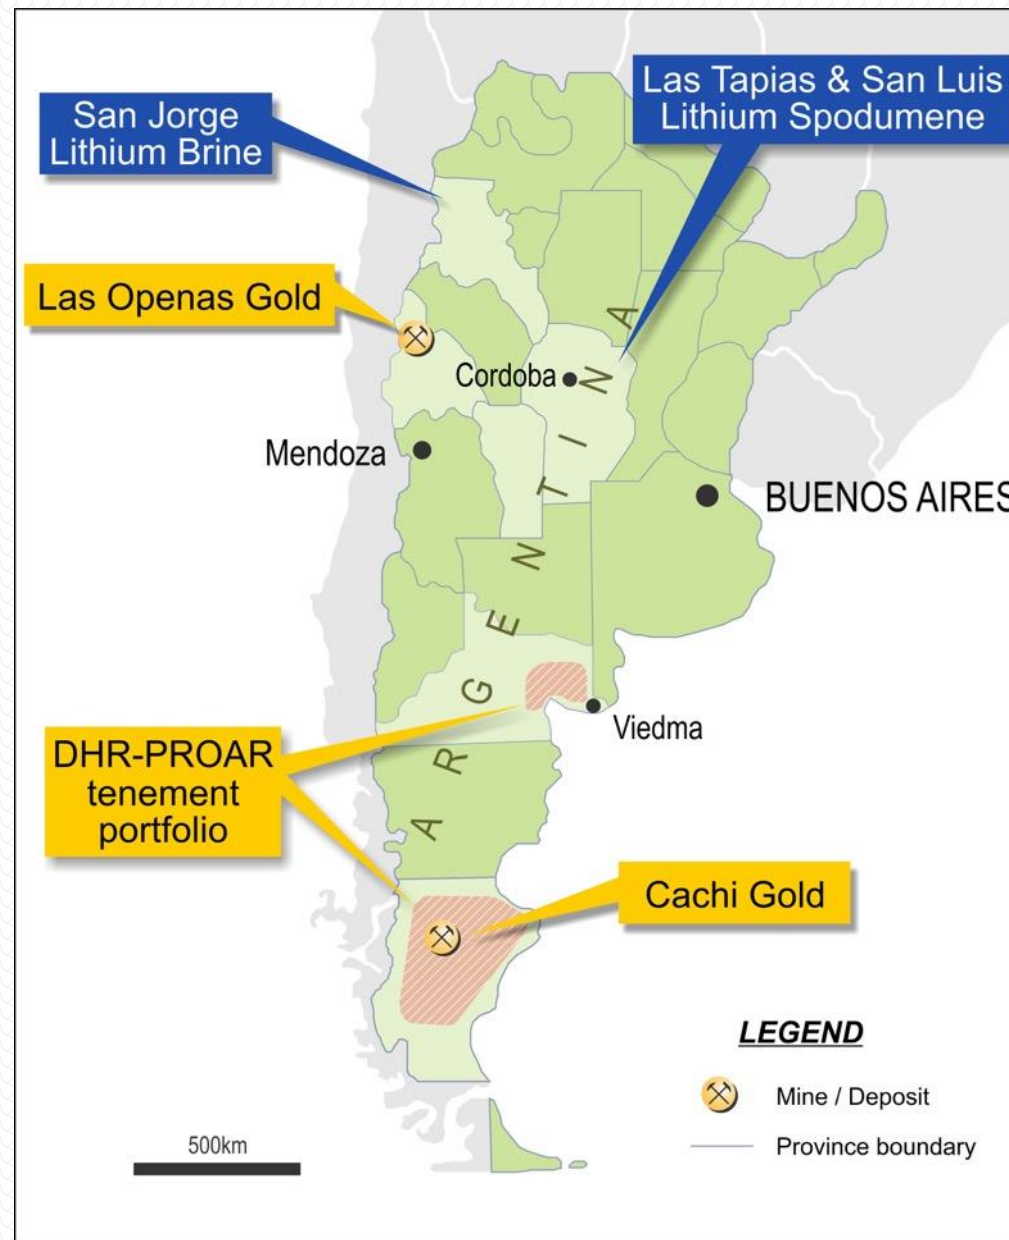 San Jorge
Lithium Brine
Las Tapias & San Luis
Lithium Spodumene
Las Openas Gold
Cordoba
Mendoza
BUENOS AIRES
ARGENTINA
Viedma
DHR-PROAR
tenement
portfolio
Cachi Gold
LEGEND
Mine / Deposit
Province boundary
500km